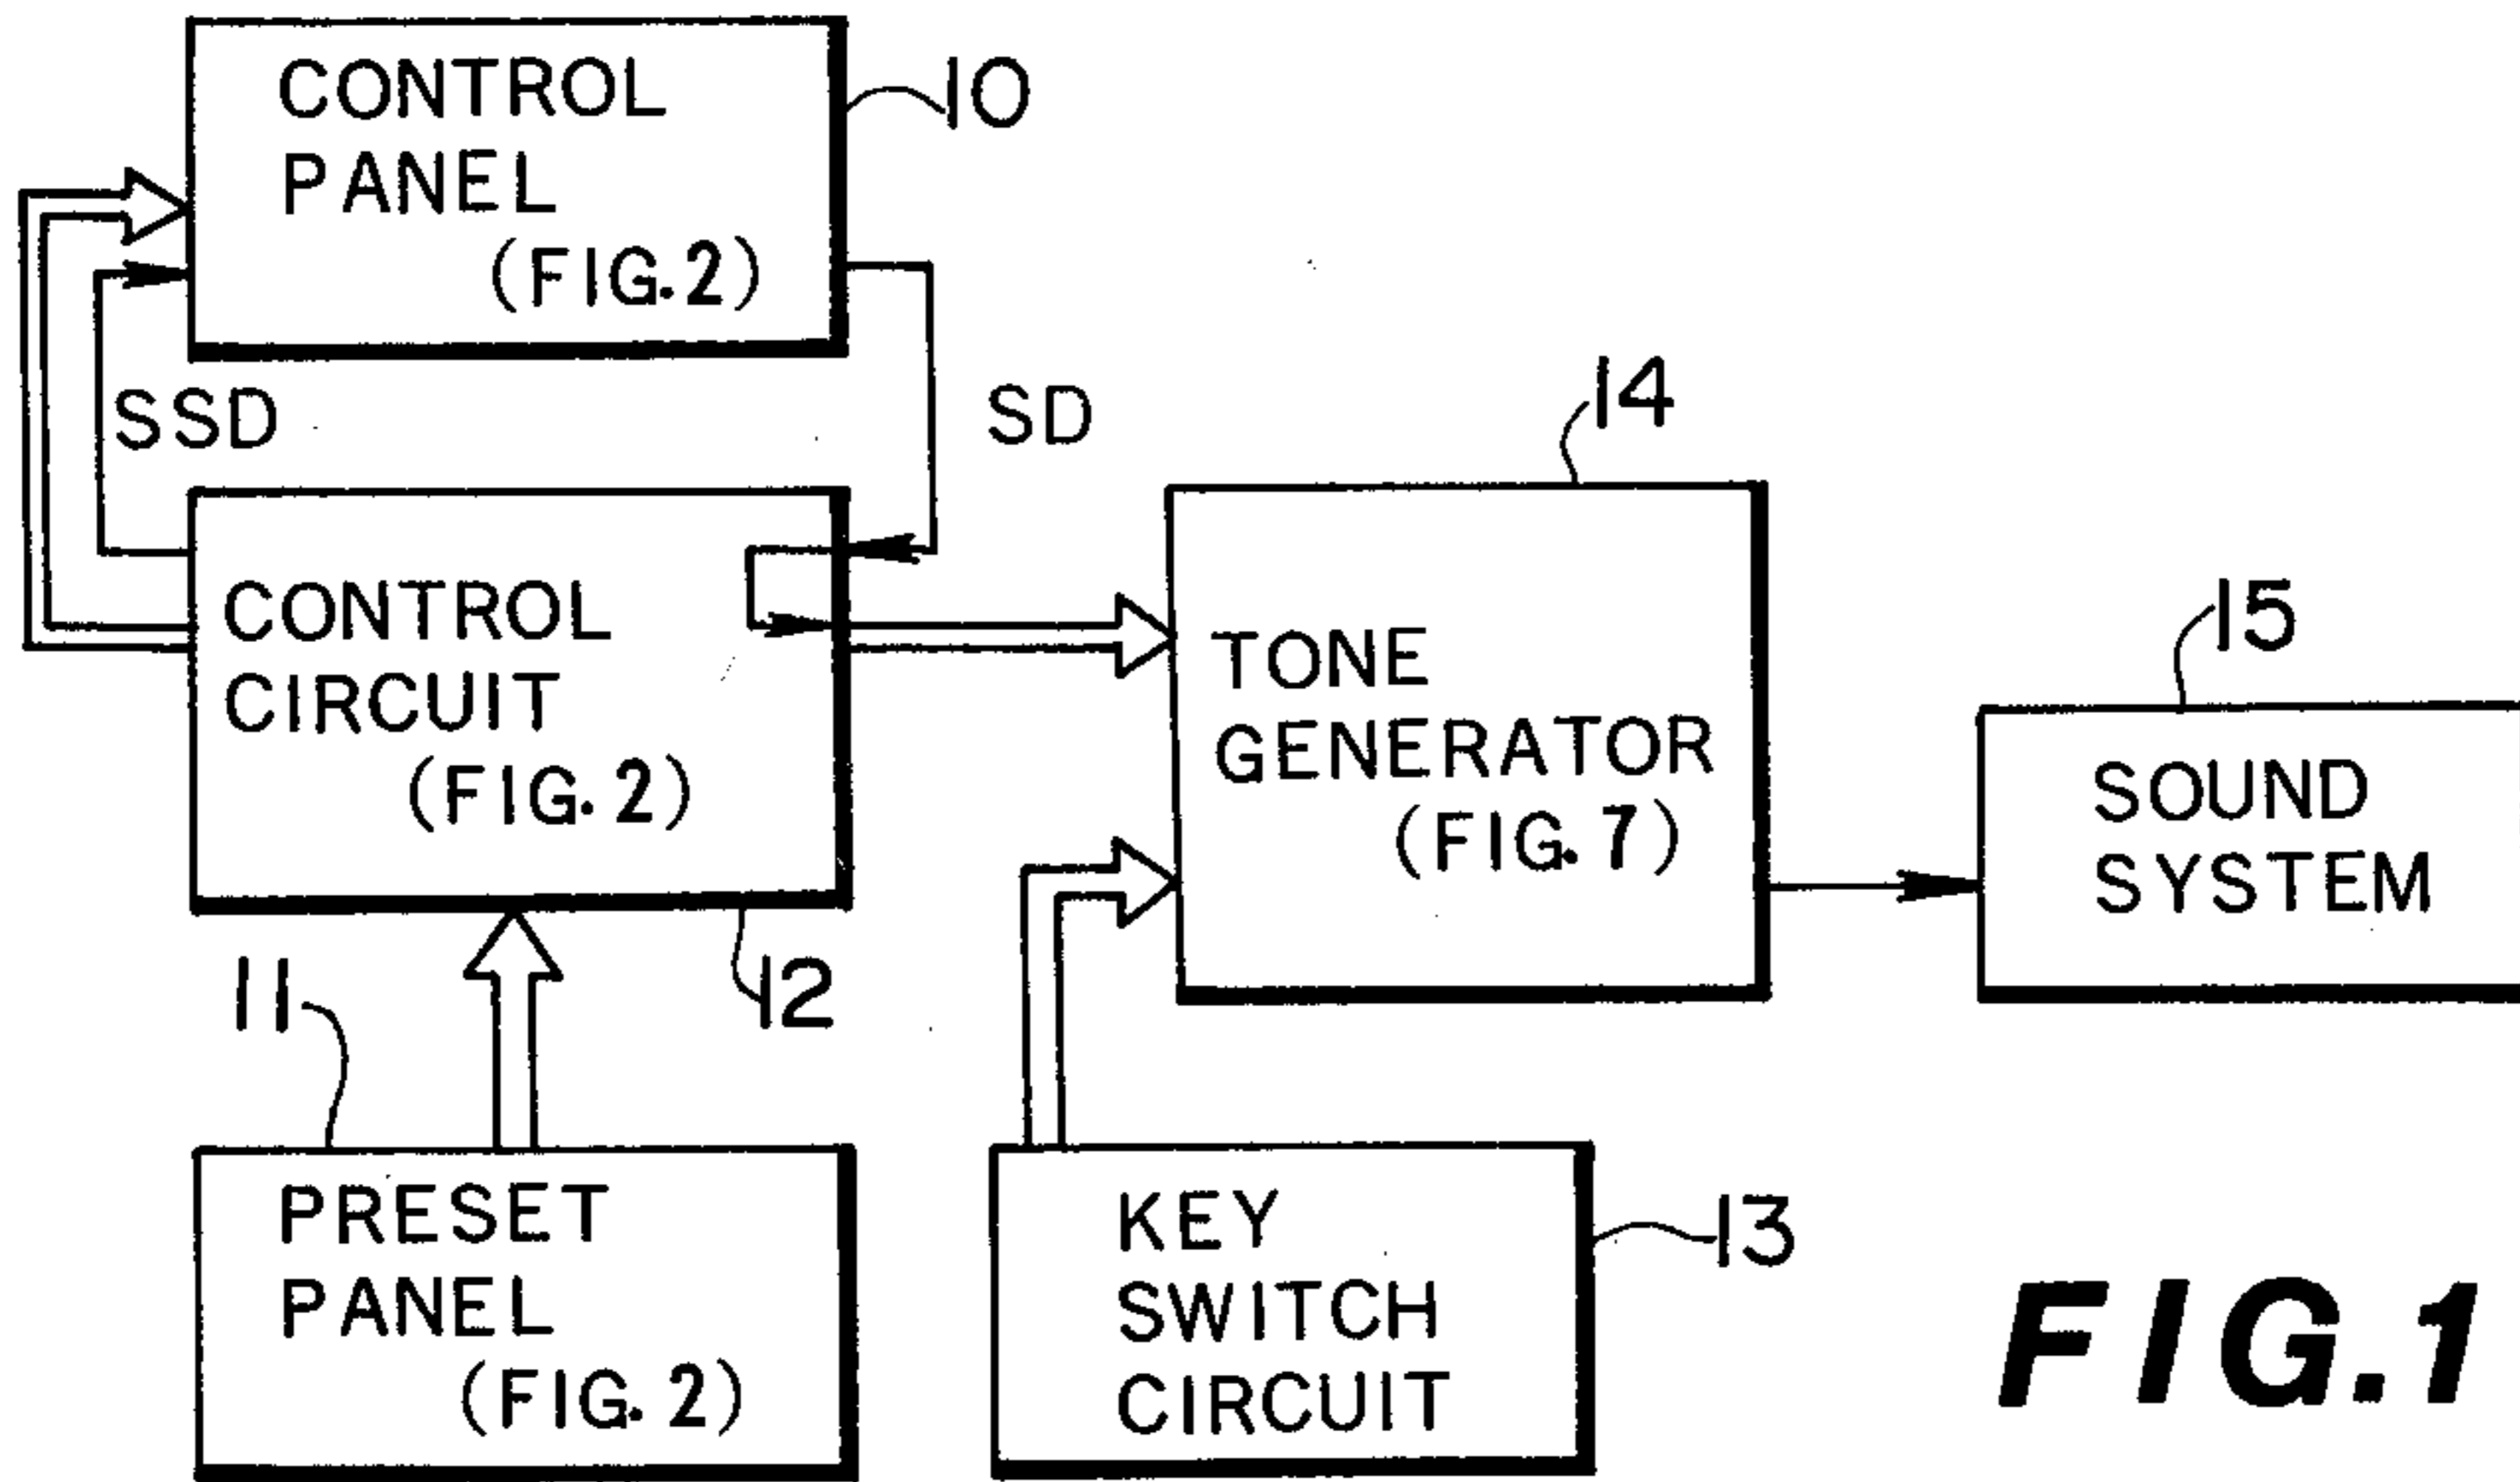 CONTROL
PANEL
(FIG.2)
10
SSD
SD
CONTROL
CIRCUIT
(FIG.2)
12
14
TONE
GENERATOR
(FIG.7)
15
SOUND
SYSTEM
11
PRESET
PANEL
(FIG.2)
KEY
SWITCH
CIRCUIT
13
FIG.1